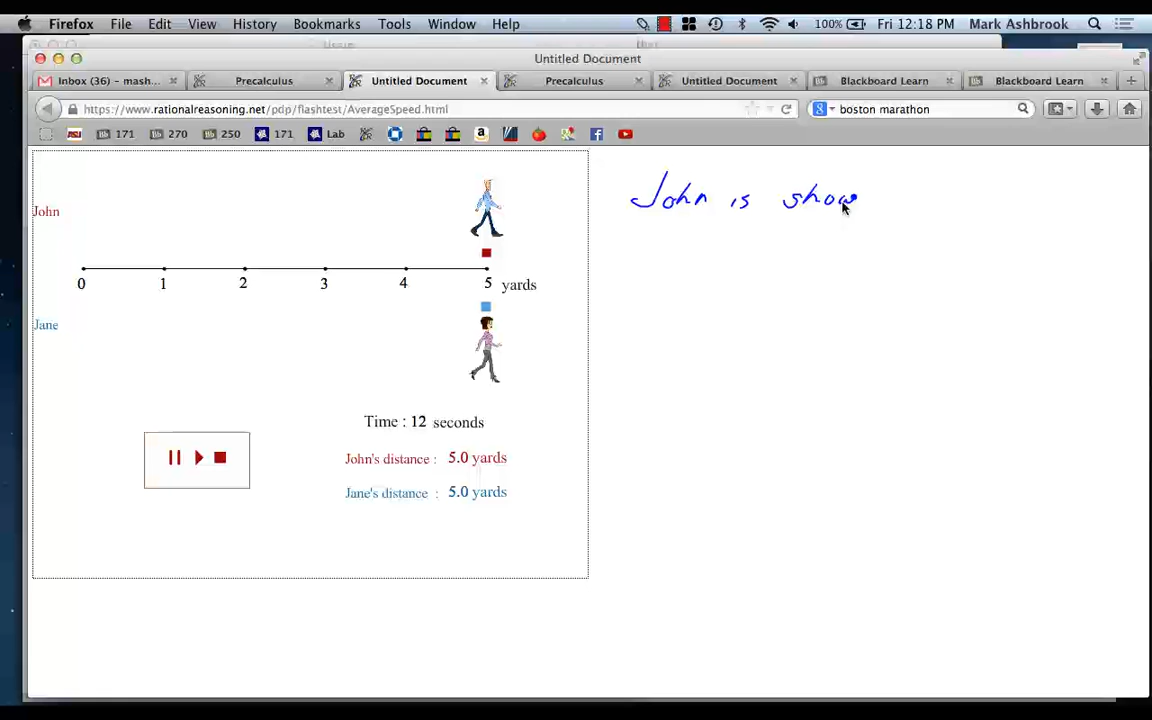 Firefox File Edit View History Bookmarks Tools Window Help 100% Fri 12:18 PM Mark Ashbrook
Untitled Document
Inbox (36) - mash... Precalculus Untitled Document Precalculus Untitled Document Blackboard Learn Blackboard Learn
https://www.rationalreasoning.net/pdp/flashtest/AverageSpeed.html boston marathon
ASU 171 270 250 171 Lab
John is show
John
0 1 2 3 4 5 yards
Jane
Time : 12 seconds
John's distance : 5.0 yards
Jane's distance : 5.0 yards